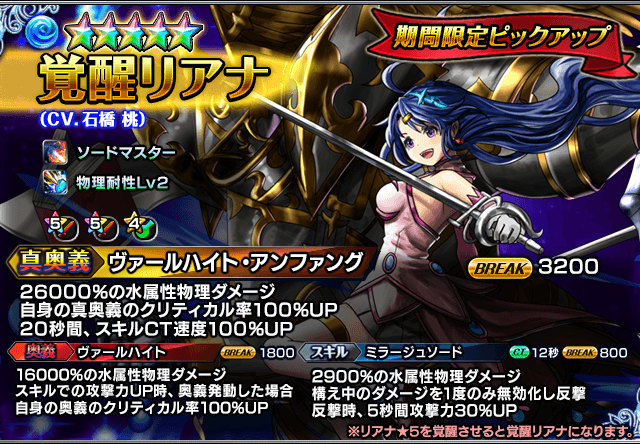 期間限定ピックアップ
覚醒リアナ
(CV.石橋 桃)
ソードマスター
物理耐性Lv2
5 5 4
真奥義 ヴァールハイト・アンファング BREAK 3200
26000%の水属性物理ダメージ
自身の真奥義のクリティカル率100%UP
20秒間、スキルCT速度100%UP
奥義 ヴァールハイト BREAK 1800
16000%の水属性物理ダメージ
スキルでの攻撃力UP時、奥義発動した場合
自身の奥義のクリティカル率100%UP
スキル ミラージュソード CT 12秒 BREAK 800
2900%の水属性物理ダメージ
構え中のダメージを1度のみ無効化し反撃
反撃時、5秒間攻撃力30%UP
※リアナ★5を覚醒させると覚醒リアナになります。